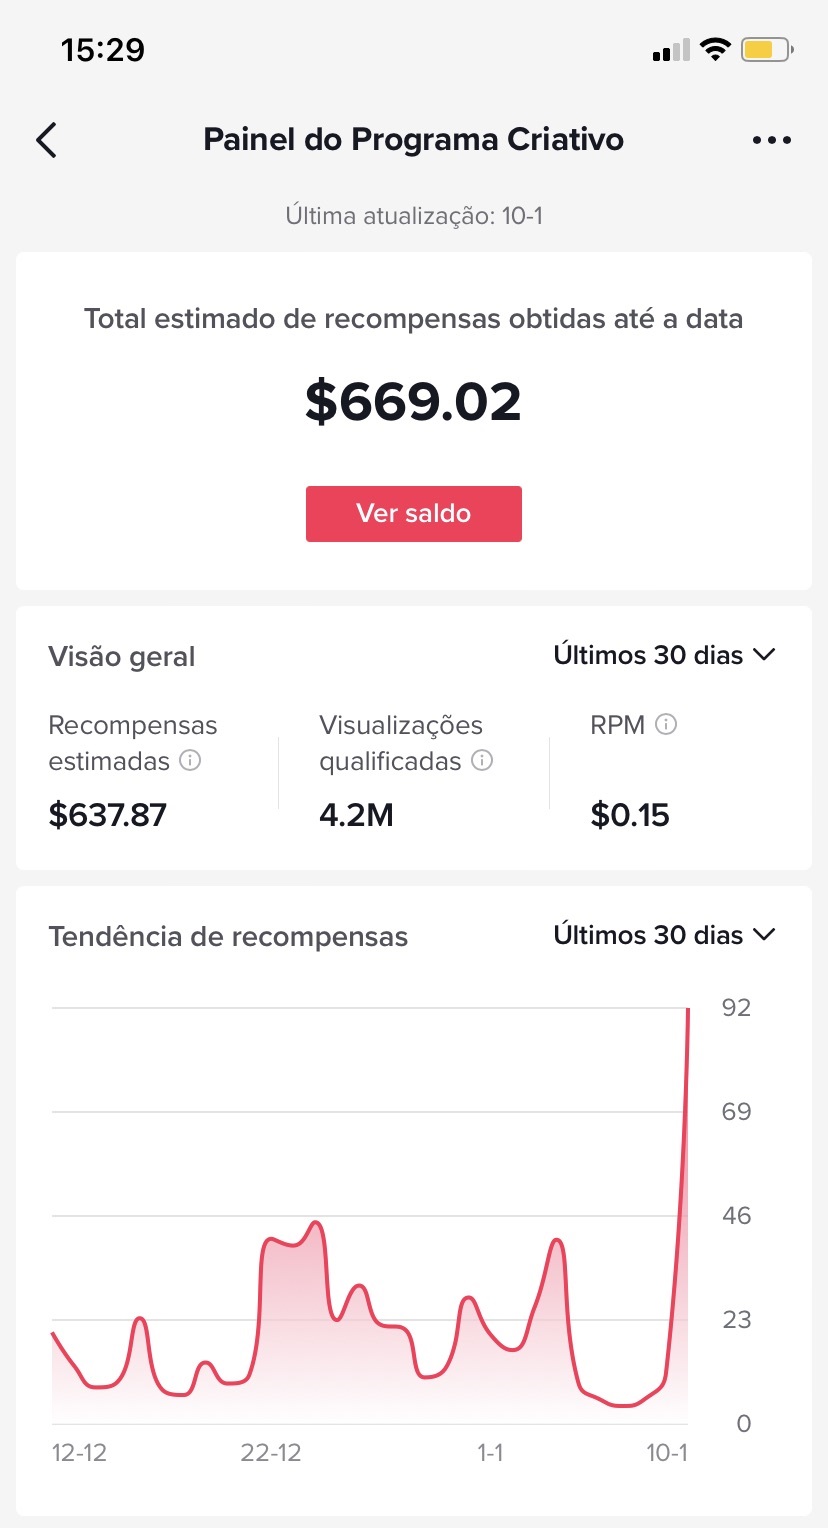 15:29
Painel do Programa Criativo
Última atualização: 10-1
Total estimado de recompensas obtidas até a data
$669.02
Ver saldo
Visão geral
Últimos 30 dias
Recompensas
estimadas
$637.87
Visualizações
qualificadas
4.2M
RPM
$0.15
Tendência de recompensas
Últimos 30 dias
92
69
46
23
0
12-12
22-12
1-1
10-1